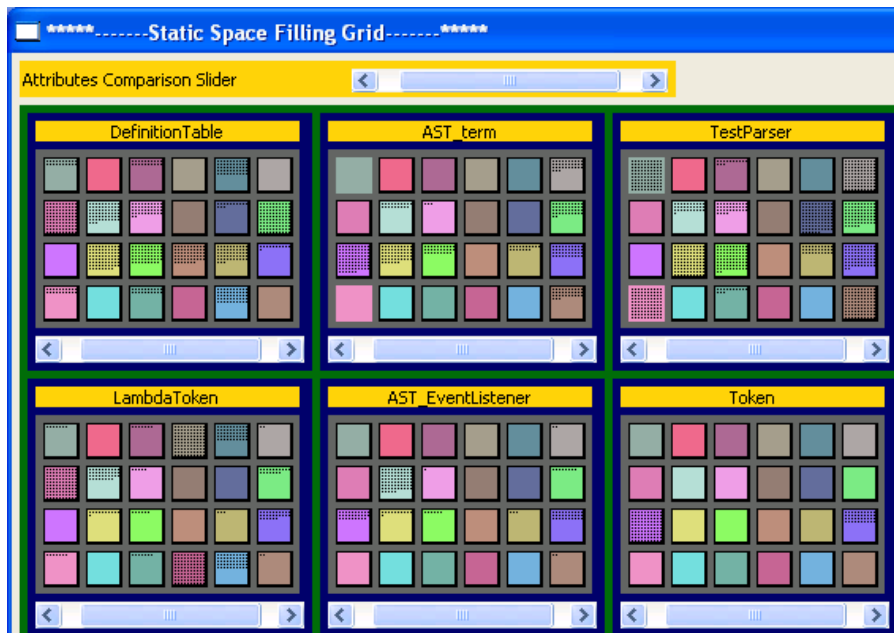 *****-------Static Space Filling Grid-------*****
Attributes Comparison Slider
DefinitionTable
AST_term
TestParser
LambdaToken
AST_EventListener
Token